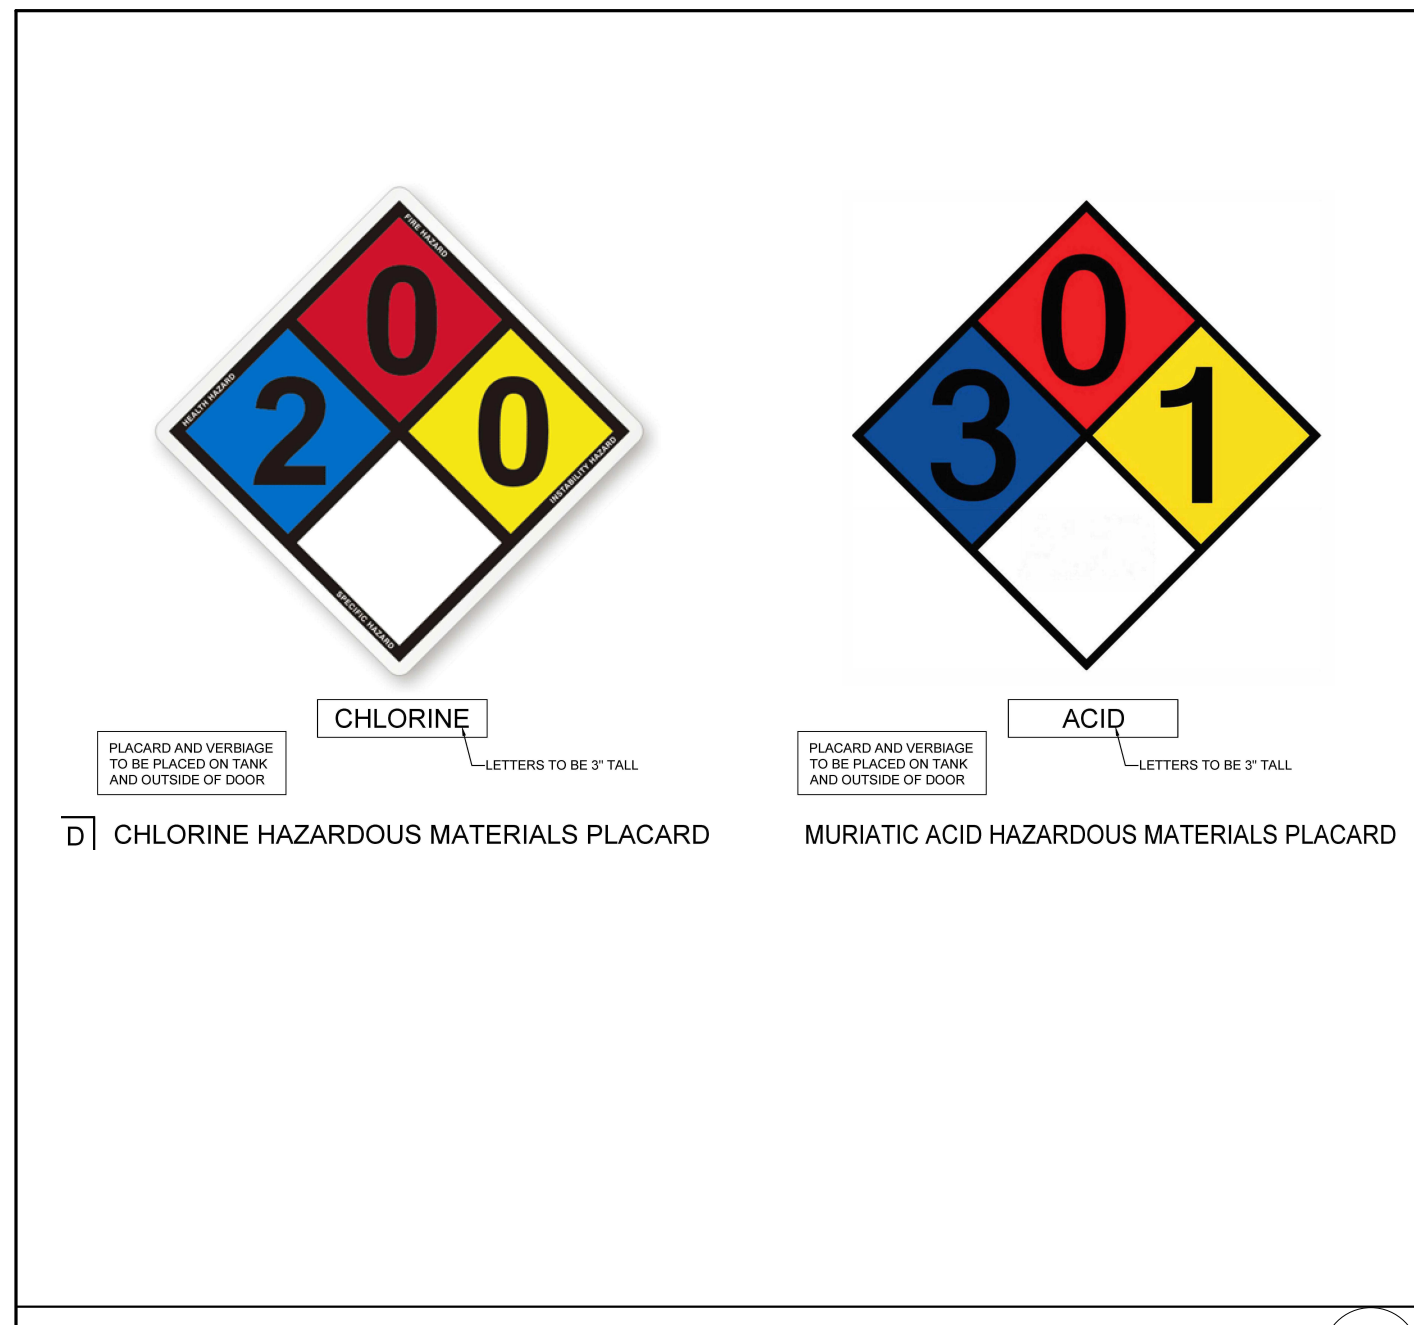 FIRE HAZARD
0
HEALTH HAZARD
2
0
INSTABILITY HAZARD
SPECIFIC HAZARD
CHLORINE
PLACARD AND VERBIAGE
TO BE PLACED ON TANK
AND OUTSIDE OF DOOR
LETTERS TO BE 3" TALL
D CHLORINE HAZARDOUS MATERIALS PLACARD
0
3
1
ACID
PLACARD AND VERBIAGE
TO BE PLACED ON TANK
AND OUTSIDE OF DOOR
LETTERS TO BE 3" TALL
MURIATIC ACID HAZARDOUS MATERIALS PLACARD